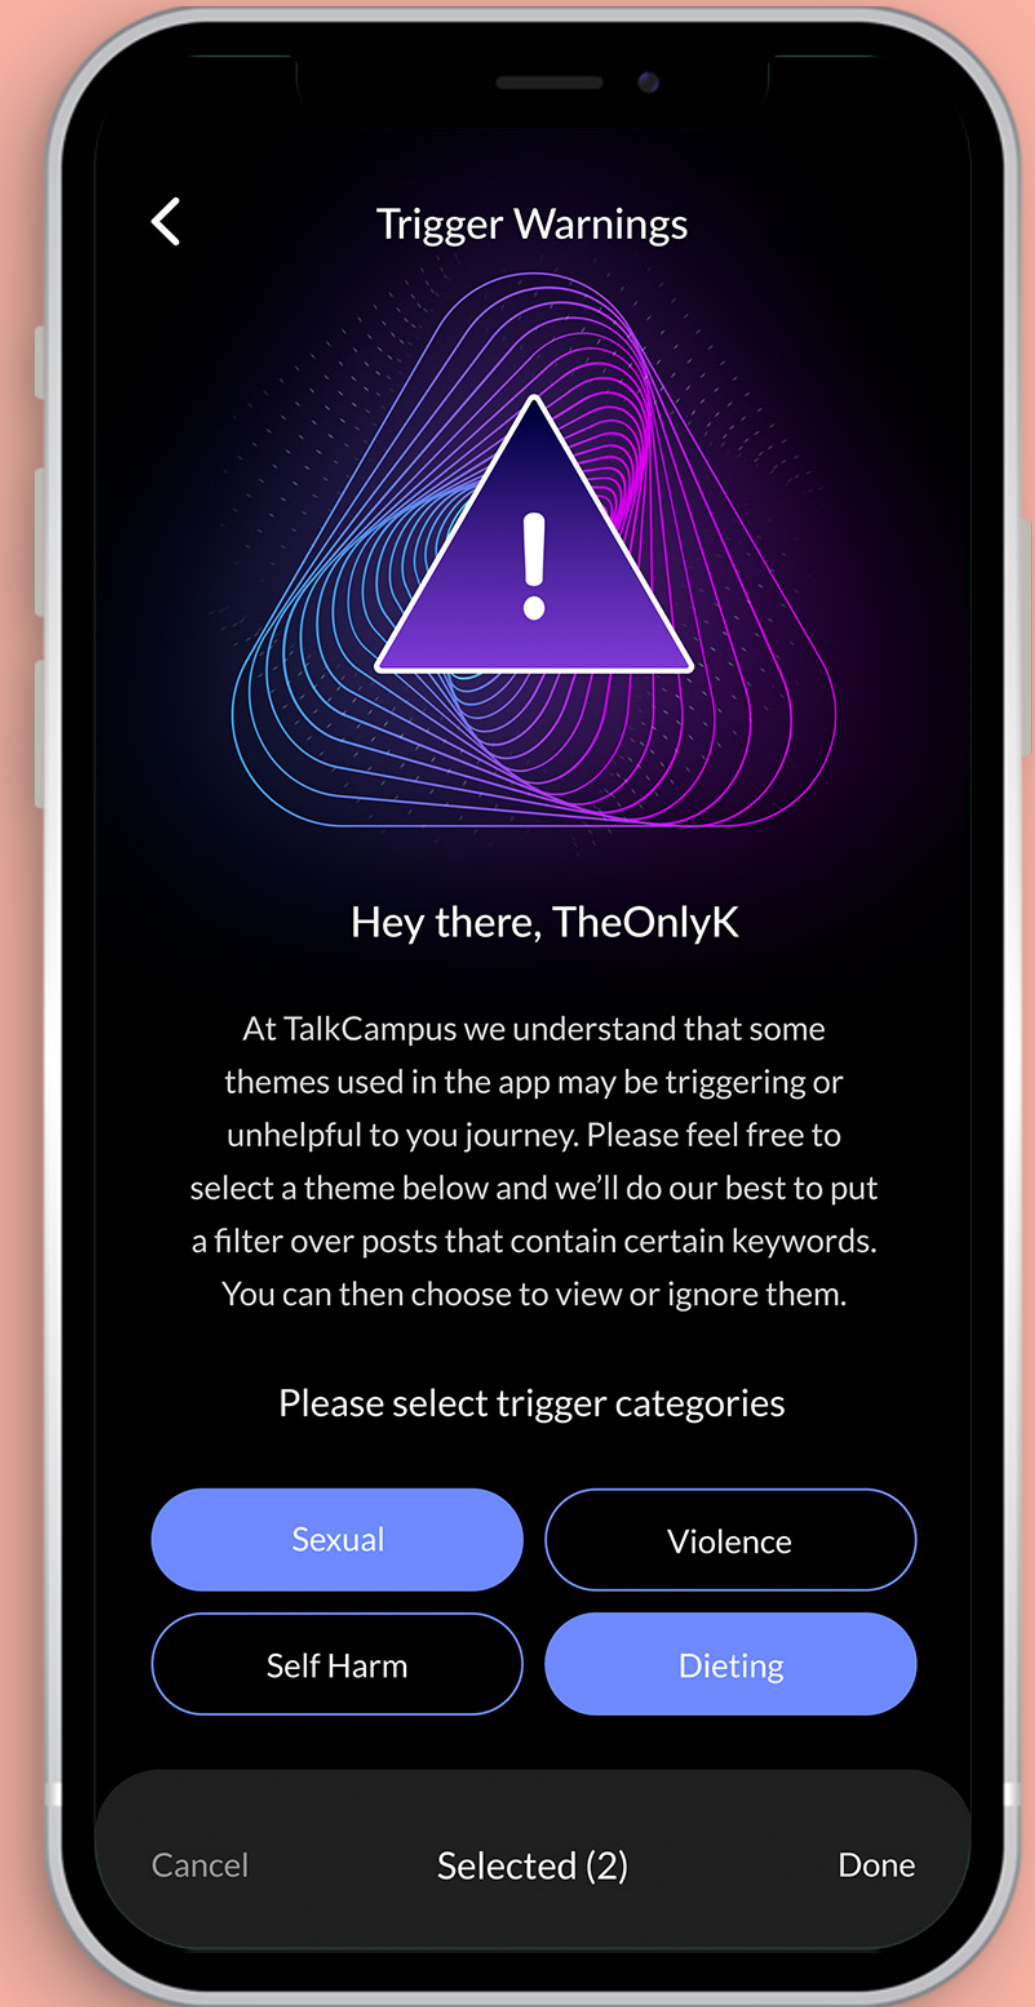 Trigger Warnings
!
Hey there, TheOnlyK
At TalkCampus we understand that some
themes used in the app may be triggering or
unhelpful to you journey. Please feel free to
select a theme below and we'll do our best to put
a filter over posts that contain certain keywords.
You can then choose to view or ignore them.
Please select trigger categories
Sexual
Violence
Self Harm
Dieting
Cancel
Selected (2)
Done